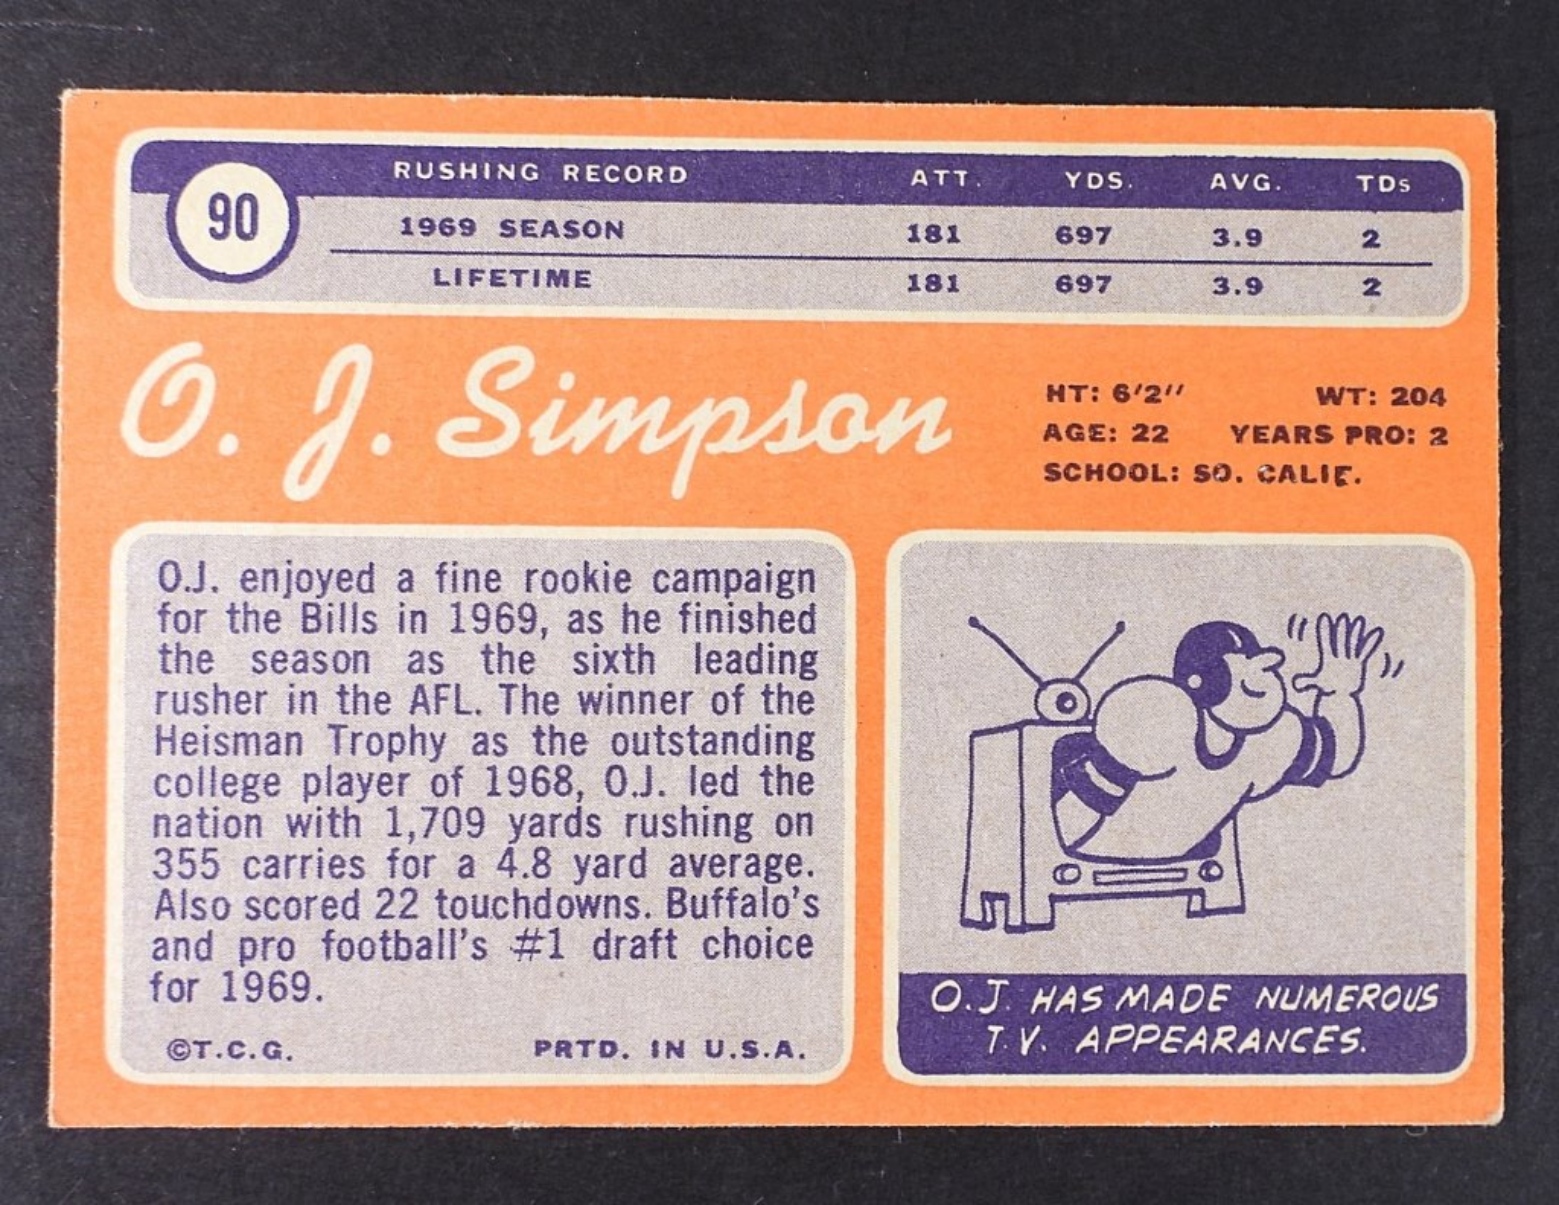 RUSHING RECORD ATT. YDS. AVG. TDs
90
1969 SEASON 181 697 3.9 2
LIFETIME 181 697 3.9 2
O. J. Simpson
HT: 6'2" WT: 204
AGE: 22 YEARS PRO: 2
SCHOOL: SO. CALIF.
O.J. enjoyed a fine rookie campaign
for the Bills in 1969, as he finished
the season as the sixth leading
rusher in the AFL. The winner of the
Heisman Trophy as the outstanding
college player of 1968, O.J. led the
nation with 1,709 yards rushing on
355 carries for a 4.8 yard average.
Also scored 22 touchdowns. Buffalo's
and pro football's #1 draft choice
for 1969.
©T.C.G. PRTD. IN U.S.A.
O.J. HAS MADE NUMEROUS
T.V. APPEARANCES.